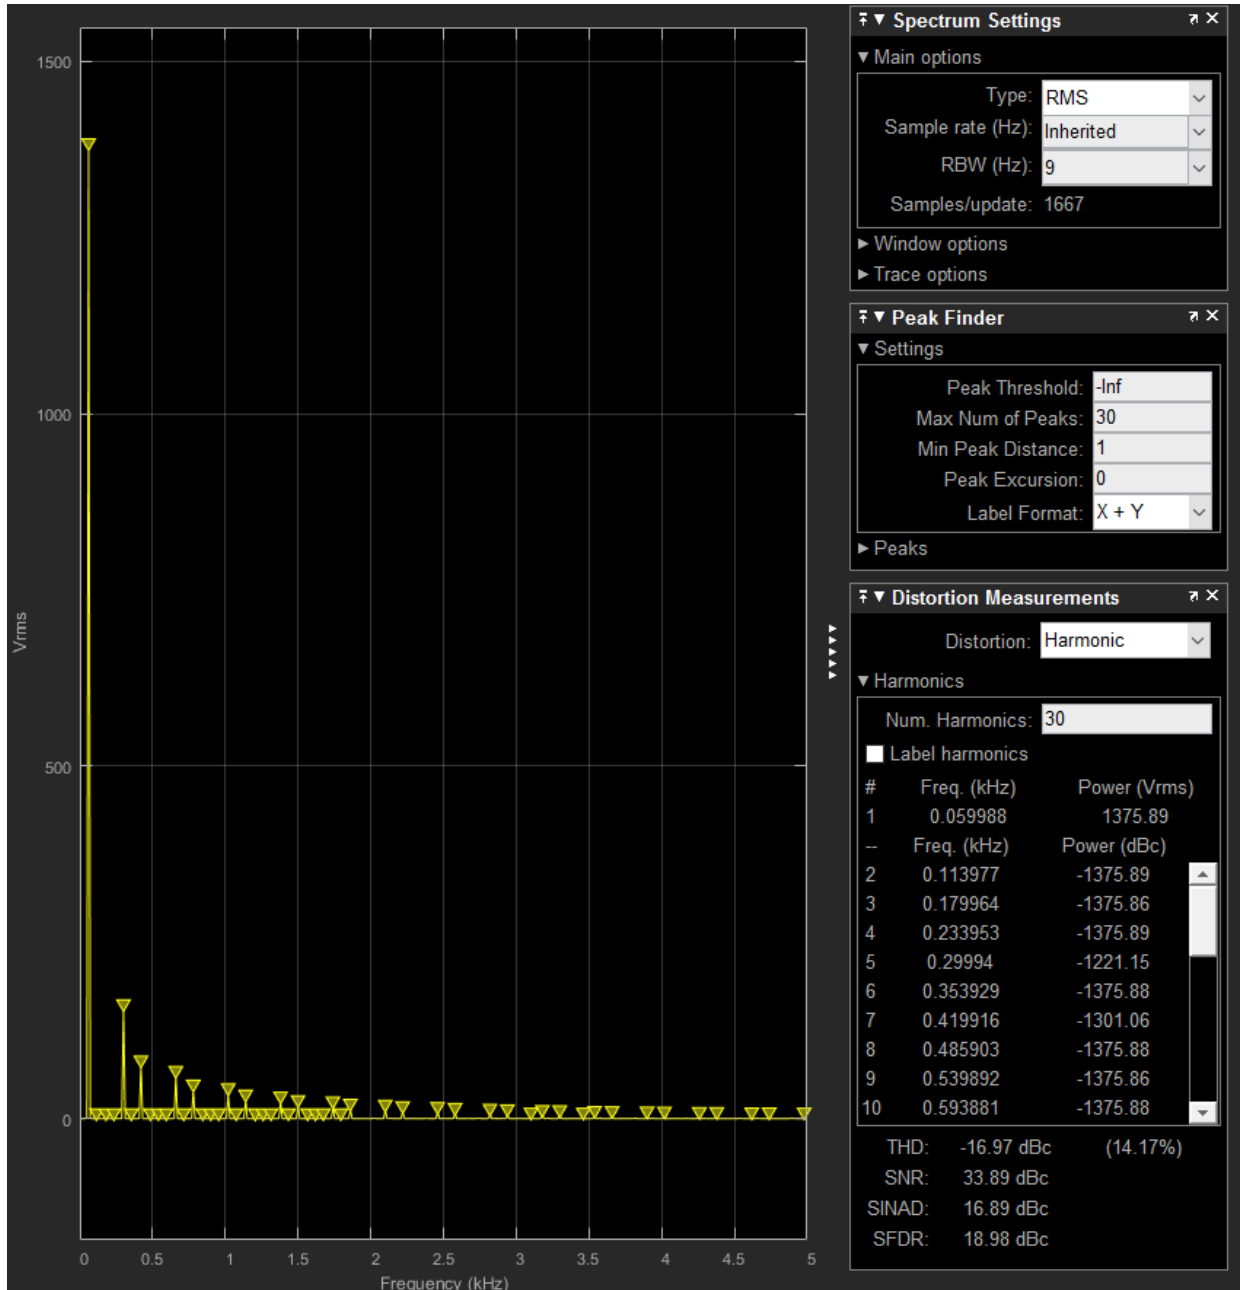 1500
1000
500
0
Vrms
0 0.5 1 1.5 2 2.5 3 3.5 4 4.5 5
Frequency (kHz)
Spectrum Settings
Main options
Type: RMS
Sample rate (Hz): Inherited
RBW (Hz): 9
Samples/update: 1667
Window options
Trace options
Peak Finder
Settings
Peak Threshold: -Inf
Max Num of Peaks: 30
Min Peak Distance: 1
Peak Excursion: 0
Label Format: X + Y
Peaks
Distortion Measurements
Distortion: Harmonic
Harmonics
Num. Harmonics: 30
Label harmonics
# Freq. (kHz) Power (Vrms)
1 0.059988 1375.89
-- Freq. (kHz) Power (dBc)
2 0.113977 -1375.89
3 0.179964 -1375.86
4 0.233953 -1375.89
5 0.29994 -1221.15
6 0.353929 -1375.88
7 0.419916 -1301.06
8 0.485903 -1375.88
9 0.539892 -1375.86
10 0.593881 -1375.88
THD: -16.97 dBc (14.17%)
SNR: 33.89 dBc
SINAD: 16.89 dBc
SFDR: 18.98 dBc